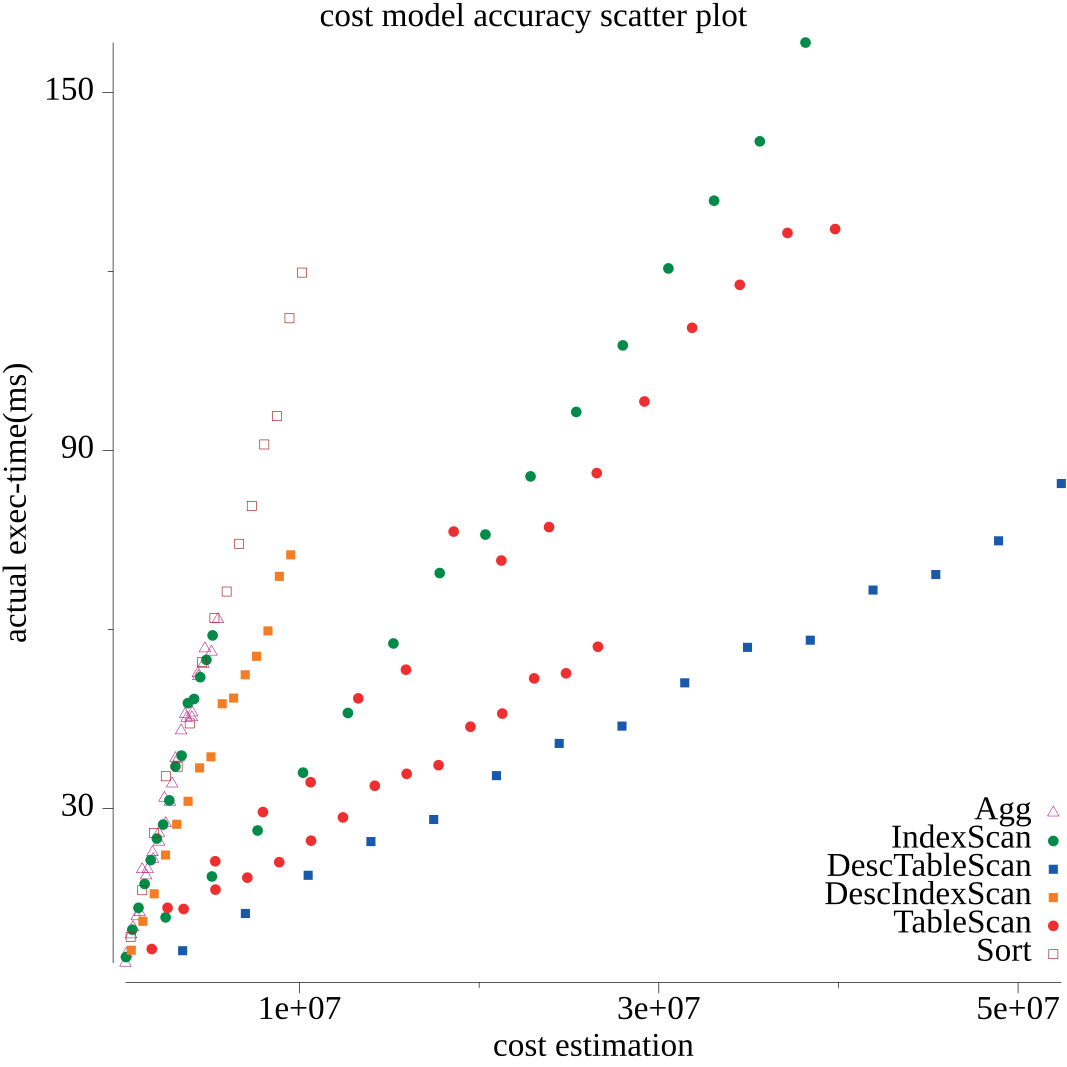 cost model accuracy scatter plot
150
90
30
actual exec-time(ms)
Agg
IndexScan
DescTableScan
DescIndexScan
TableScan
Sort
1e+07
3e+07
5e+07
cost estimation